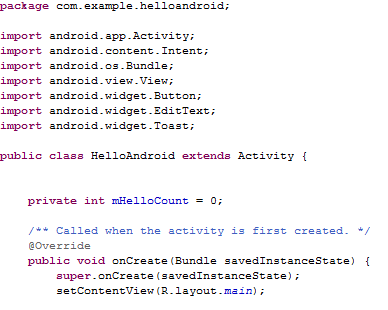 package com.example.helloandroid;
import android.app.Activity;
import android.content.Intent;
import android.os.Bundle;
import android.view.View;
import android.widget.Button;
import android.widget.EditText;
import android.widget.Toast;
public class HelloAndroid extends Activity {
private int mHelloCount = 0;
/** Called when the activity is first created. */
@Override
public void onCreate(Bundle savedInstanceState) {
super.onCreate(savedInstanceState);
setContentView(R.layout.main);